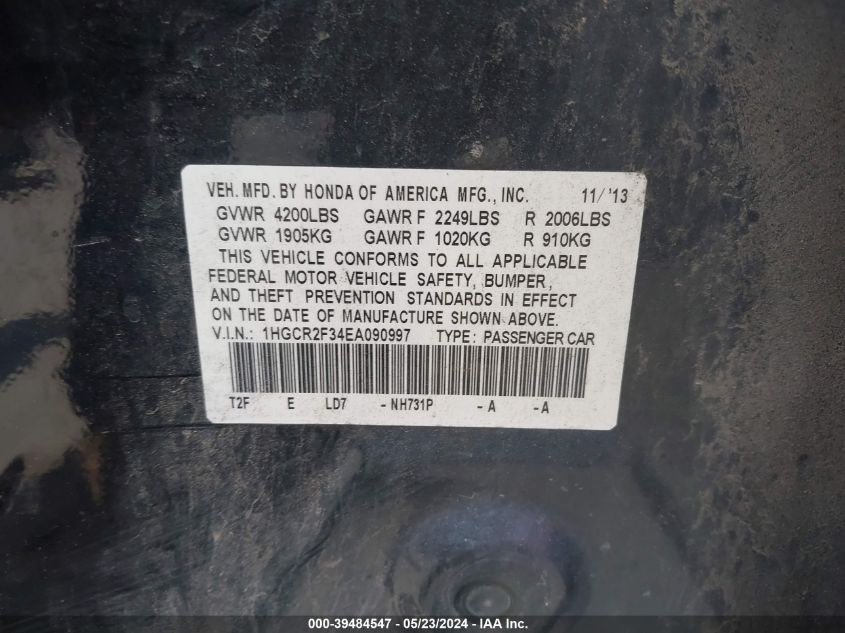 VEH. MFD. BY HONDA OF AMERICA MFG., INC. 11/ '13
GVWR 4200LBS GAWR F 2249LBS R 2006LBS
GVWR 1905KG GAWR F 1020KG R 910KG
THIS VEHICLE CONFORMS TO ALL APPLICABLE
FEDERAL MOTOR VEHICLE SAFETY, BUMPER,
AND THEFT PREVENTION STANDARDS IN EFFECT
ON THE DATE OF MANUFACTURE SHOWN ABOVE.
V.I.N.: 1HGCR2F34EA090997 TYPE: PASSENGER CAR
T2F E LD7 - NH731P - A - A
000-39484547 - 05/23/2024 - IAA Inc.